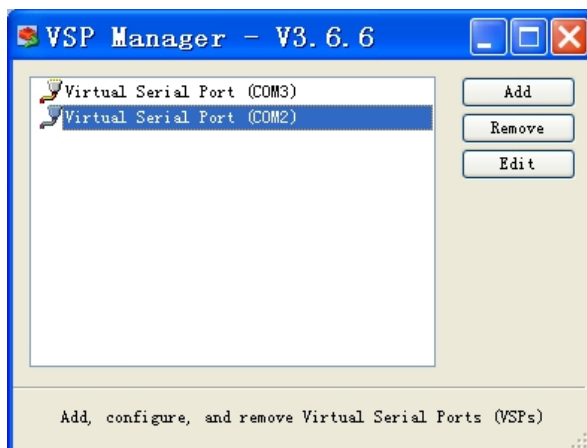 VSP Manager - V3.6.6
Virtual Serial Port (COM3)
Virtual Serial Port (COM2)
Add
Remove
Edit
Add, configure, and remove Virtual Serial Ports (VSPs)